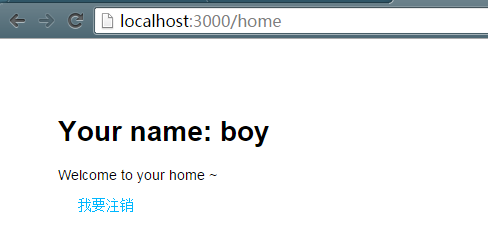 localhost:3000/home
Your name: boy
Welcome to your home ~
我要注销